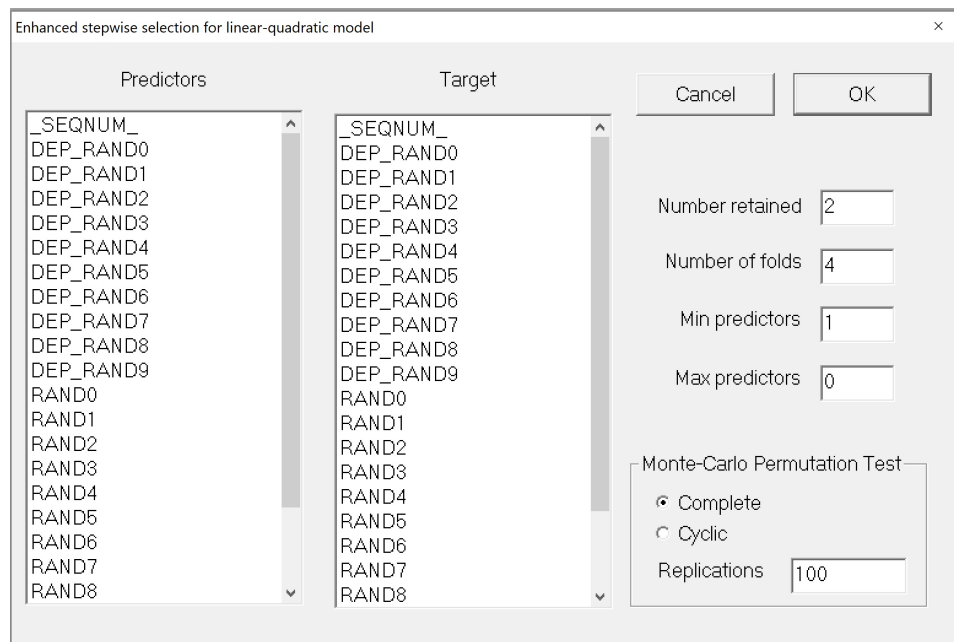 Enhanced stepwise selection for linear-quadratic model
Predictors
_SEQNUM_
DEP_RAND0
DEP_RAND1
DEP_RAND2
DEP_RAND3
DEP_RAND4
DEP_RAND5
DEP_RAND6
DEP_RAND7
DEP_RAND8
DEP_RAND9
RAND0
RAND1
RAND2
RAND3
RAND4
RAND5
RAND6
RAND7
RAND8
Target
_SEQNUM_
DEP_RAND0
DEP_RAND1
DEP_RAND2
DEP_RAND3
DEP_RAND4
DEP_RAND5
DEP_RAND6
DEP_RAND7
DEP_RAND8
DEP_RAND9
RAND0
RAND1
RAND2
RAND3
RAND4
RAND5
RAND6
RAND7
RAND8
Cancel OK
Number retained 2
Number of folds 4
Min predictors 1
Max predictors 0
Monte-Carlo Permutation Test
Complete
Cyclic
Replications 100